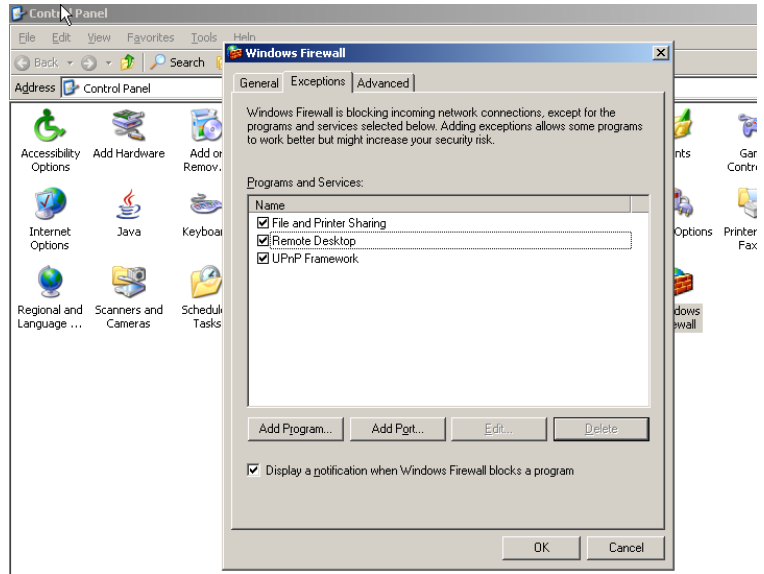 Control Panel
File Edit View Favorites Tools Help
Back Search
Address Control Panel
Accessibility Options
Add Hardware
Internet Options
Java
Regional and Language ...
Scanners and Cameras
Windows Firewall
General Exceptions Advanced
Windows Firewall is blocking incoming network connections, except for the
programs and services selected below. Adding exceptions allows some programs
to work better but might increase your security risk.
Programs and Services:
Name
File and Printer Sharing
Remote Desktop
UPnP Framework
Add Program... Add Port... Edit... Delete
Display a notification when Windows Firewall blocks a program
OK Cancel